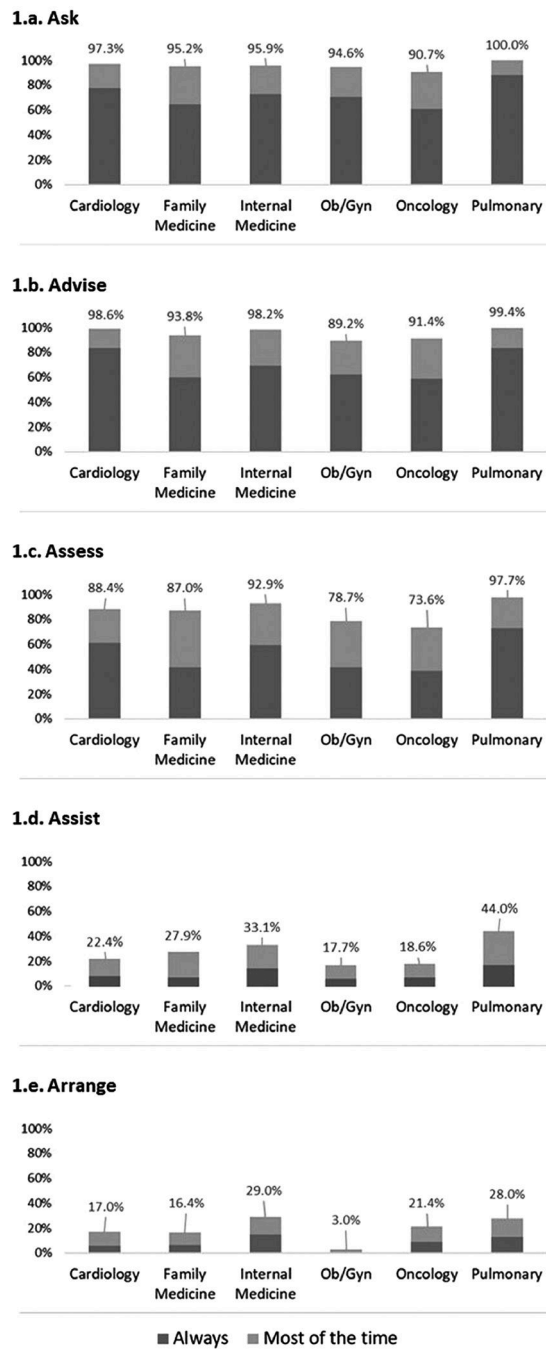 1.a. Ask
97.3% 95.2% 95.9% 94.6% 90.7% 100.0%
100%
80%
60%
40%
20%
0%
Cardiology Family Medicine Internal Medicine Ob/Gyn Oncology Pulmonary
1.b. Advise
98.6% 93.8% 98.2% 89.2% 91.4% 99.4%
100%
80%
60%
40%
20%
0%
Cardiology Family Medicine Internal Medicine Ob/Gyn Oncology Pulmonary
1.c. Assess
88.4% 87.0% 92.9% 78.7% 73.6% 97.7%
100%
80%
60%
40%
20%
0%
Cardiology Family Medicine Internal Medicine Ob/Gyn Oncology Pulmonary
1.d. Assist
100%
80%
60%
40%
20%
0%
22.4% 27.9% 33.1% 17.7% 18.6% 44.0%
Cardiology Family Medicine Internal Medicine Ob/Gyn Oncology Pulmonary
1.e. Arrange
100%
80%
60%
40%
20%
0%
17.0% 16.4% 29.0% 3.0% 21.4% 28.0%
Cardiology Family Medicine Internal Medicine Ob/Gyn Oncology Pulmonary
Always Most of the time